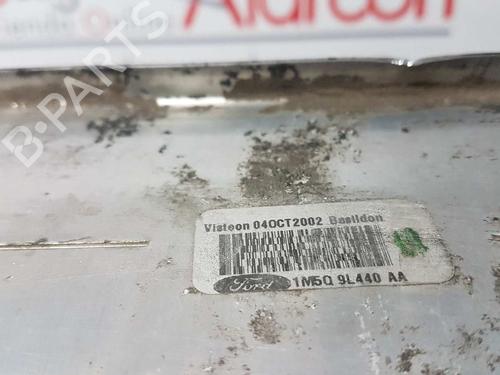 Alarcon
B-PARTS
Visteon 04OCT2002 Basildon
Ford 1M5Q 9L440 AA